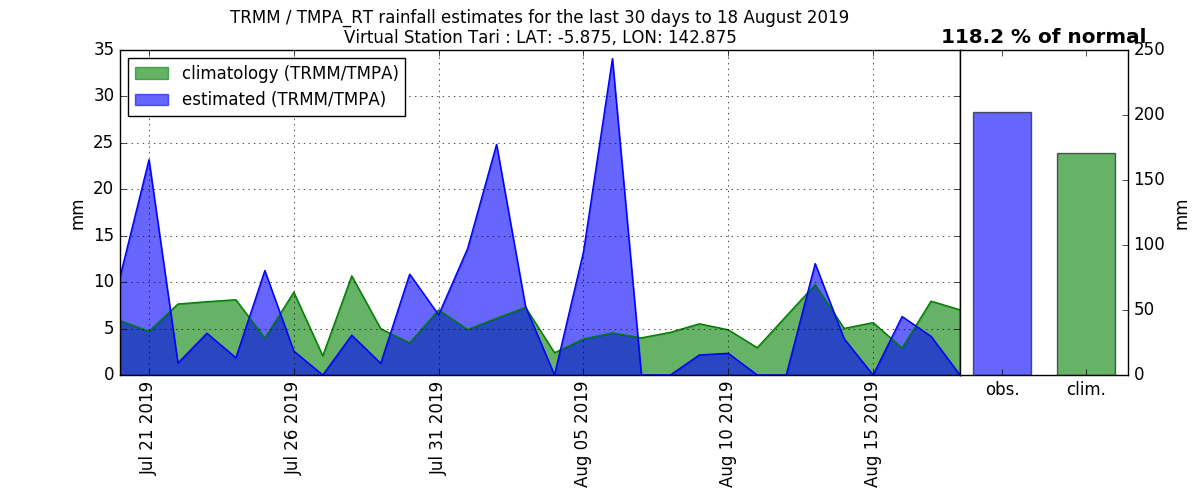 TRMM / TMPA_RT rainfall estimates for the last 30 days to 18 August 2019
Virtual Station Tari : LAT: -5.875, LON: 142.875
118.2 % of normal
climatology (TRMM/TMPA)
estimated (TRMM/TMPA)
35
30
25
20
15
10
5
0
mm
Jul 21 2019
Jul 26 2019
Jul 31 2019
Aug 05 2019
Aug 10 2019
Aug 15 2019
obs.
clim.
250
200
150
100
50
0
mm